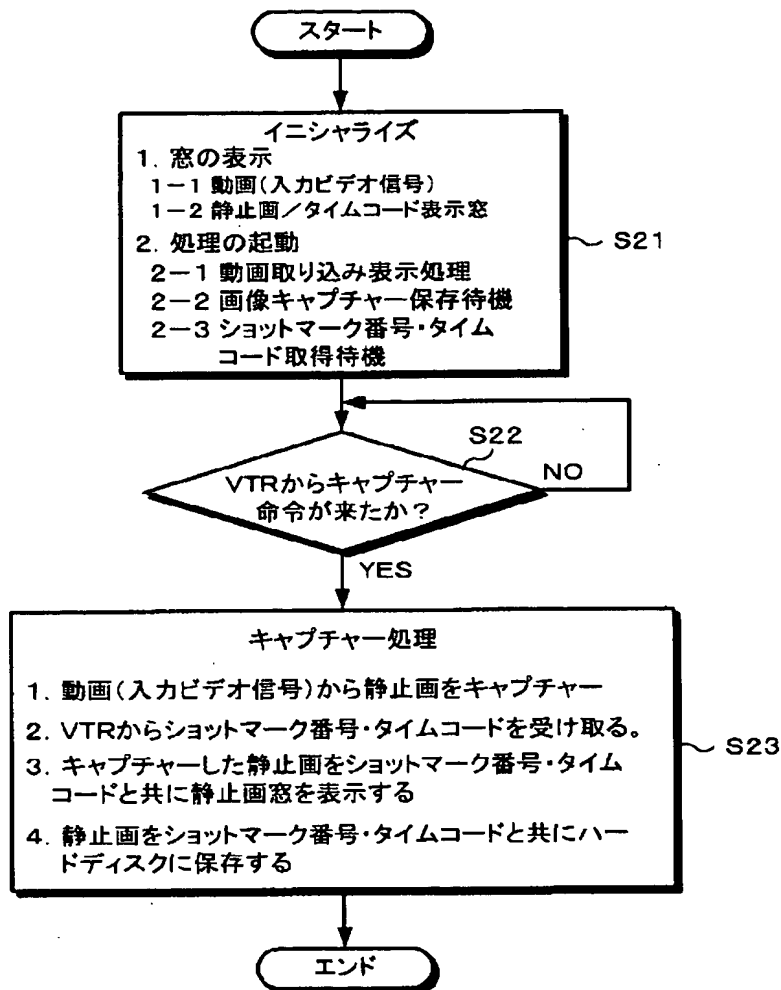 スタート
イニシャライズ
1. 窓の表示
1-1 動画(入力ビデオ信号)
1-2 静止画/タイムコード表示窓
2. 処理の起動
2-1 動画取り込み表示処理
2-2 画像キャプチャー保存待機
2-3 ショットマーク番号・タイム
コード取得待機
S21
S22
VTRからキャプチャー
命令が来たか?
NO
YES
キャプチャー処理
1. 動画(入力ビデオ信号)から静止画をキャプチャー
2. VTRからショットマーク番号・タイムコードを受け取る。
3. キャプチャーした静止画をショットマーク番号・タイム
コードと共に静止画窓を表示する
4. 静止画をショットマーク番号・タイムコードと共にハー
ドディスクに保存する
S23
エンド